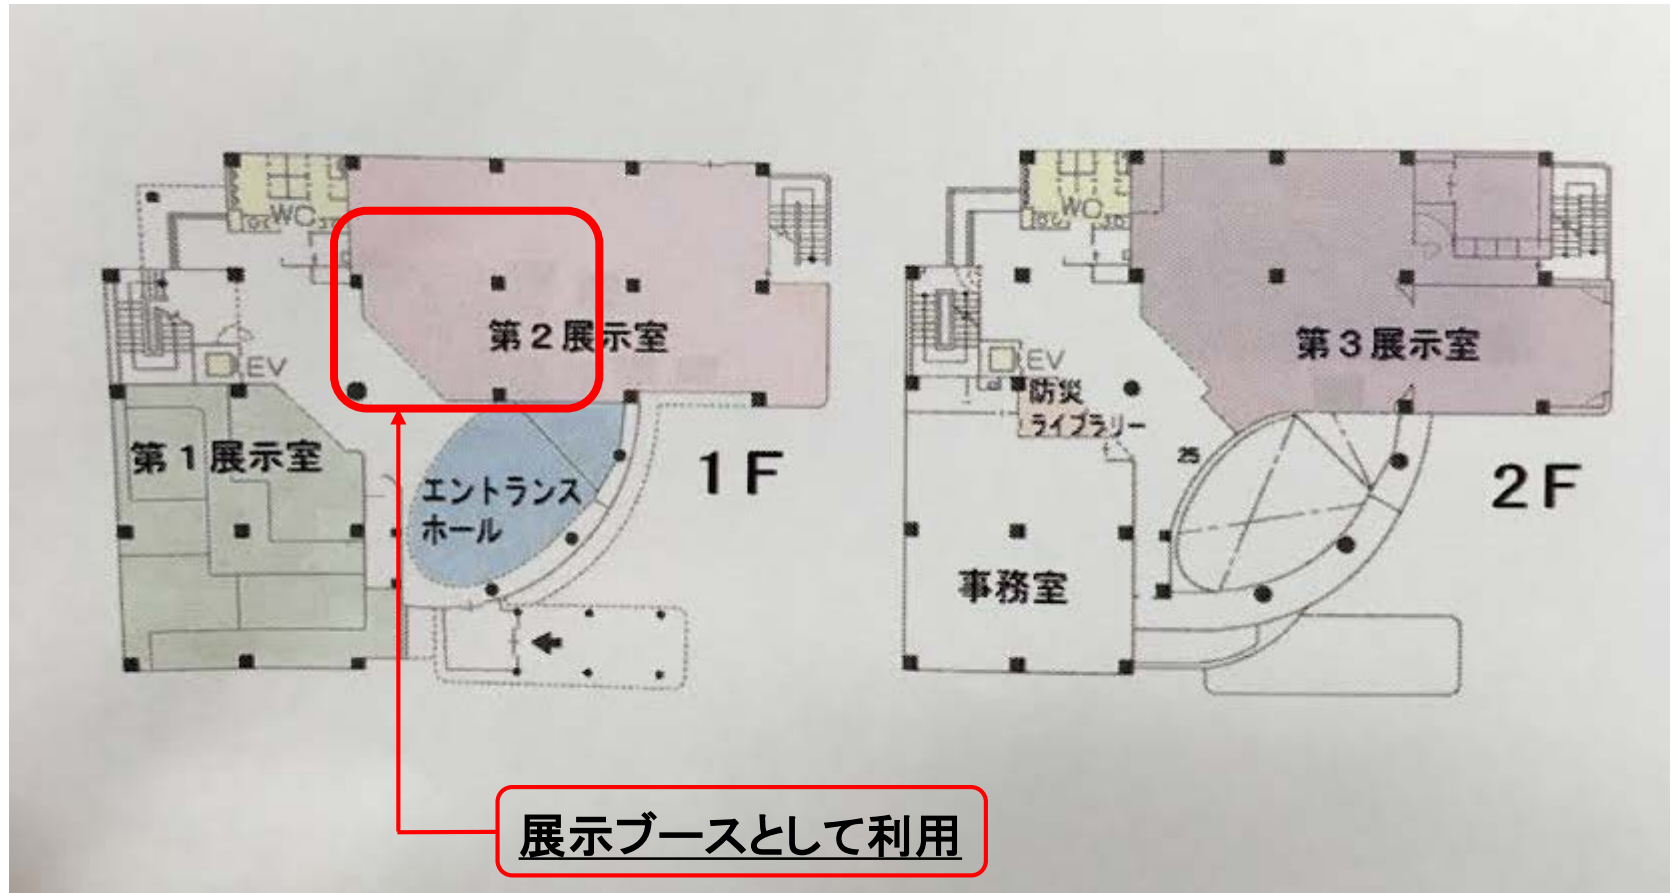 WC
第2展示室
EV
第1展示室
エントランス
ホール
1F
WC
第3展示室
EV
防災
ライブラリー
25
2F
事務室
展示ブースとして利用